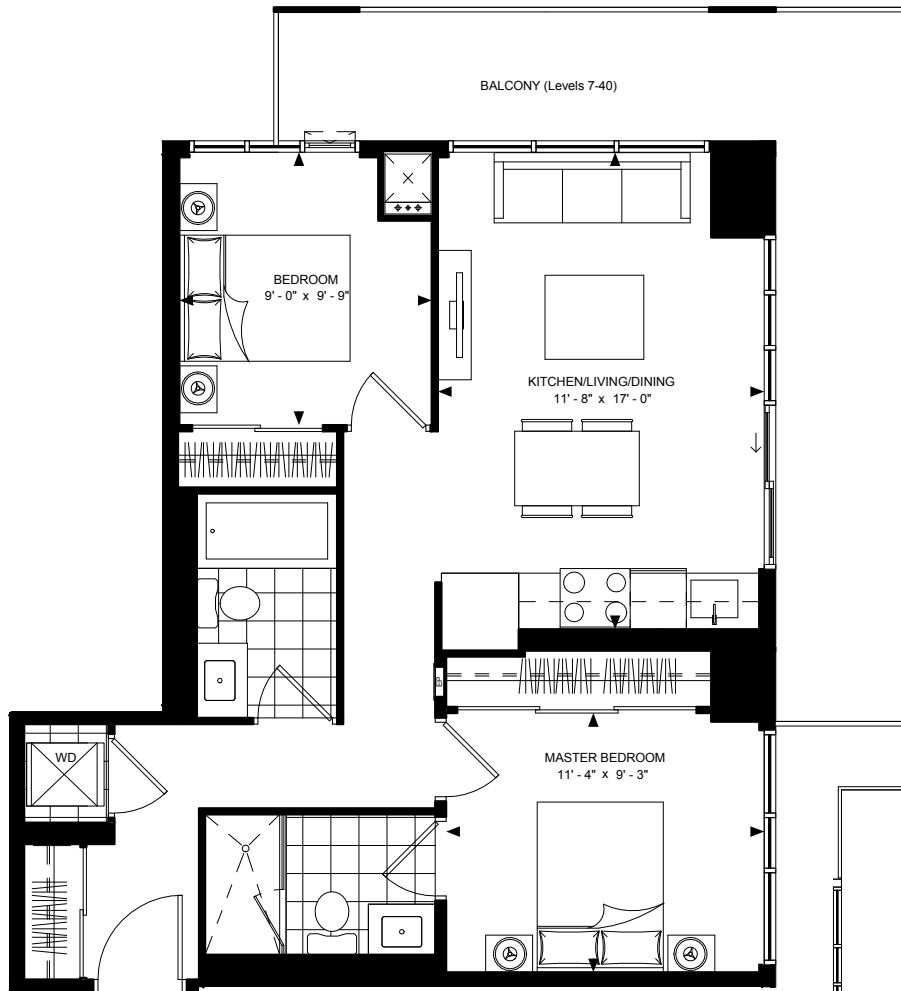 BALCONY (Levels 7-40)
BEDROOM
9' - 0" x 9' - 9"
KITCHEN/LIVING/DINING
11' - 8" x 17' - 0"
EP
WD
MASTER BEDROOM
11' - 4" x 9' - 3"